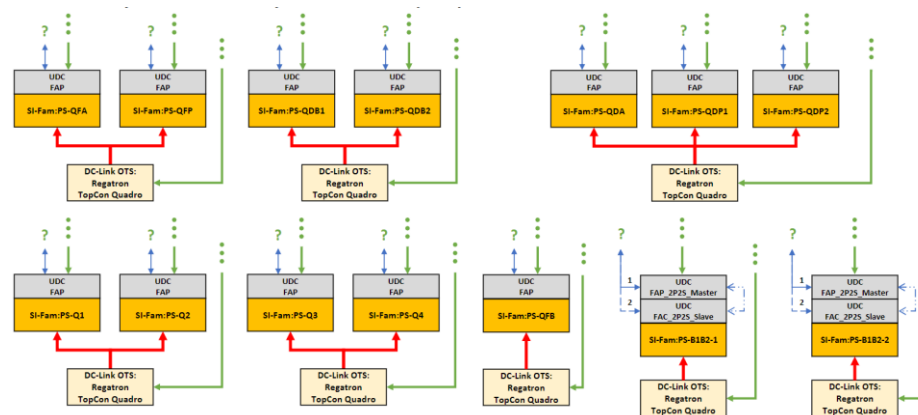 ? ?
UDC UDC
FAP FAP
SI-Fam:PS-QFA SI-Fam:PS-QFP
DC-Link OTS:
Regatron
TopCon Quadro
? ?
UDC UDC
FAP FAP
SI-Fam:PS-QDB1 SI-Fam:PS-QDB2
DC-Link OTS:
Regatron
TopCon Quadro
? ? ?
UDC UDC UDC
FAP FAP FAP
SI-Fam:PS-QDA SI-Fam:PS-QDP1 SI-Fam:PS-QDP2
DC-Link OTS:
Regatron
TopCon Quadro
? ?
UDC UDC
FAP FAP
SI-Fam:PS-Q1 SI-Fam:PS-Q2
DC-Link OTS:
Regatron
TopCon Quadro
? ?
UDC UDC
FAP FAP
SI-Fam:PS-Q3 SI-Fam:PS-Q4
DC-Link OTS:
Regatron
TopCon Quadro
?
UDC
FAP
SI-Fam:PS-QFB
DC-Link OTS:
Regatron
TopCon Quadro
?
1
UDC
FAP_2P2S_Master
2
UDC
FAC_2P2S_Slave
SI-Fam:PS-B1B2-1
DC-Link OTS:
Regatron
TopCon Quadro
?
1
UDC
FAP_2P2S_Master
2
UDC
FAC_2P2S_Slave
SI-Fam:PS-B1B2-2
DC-Link OTS:
Regatron
TopCon Quadro